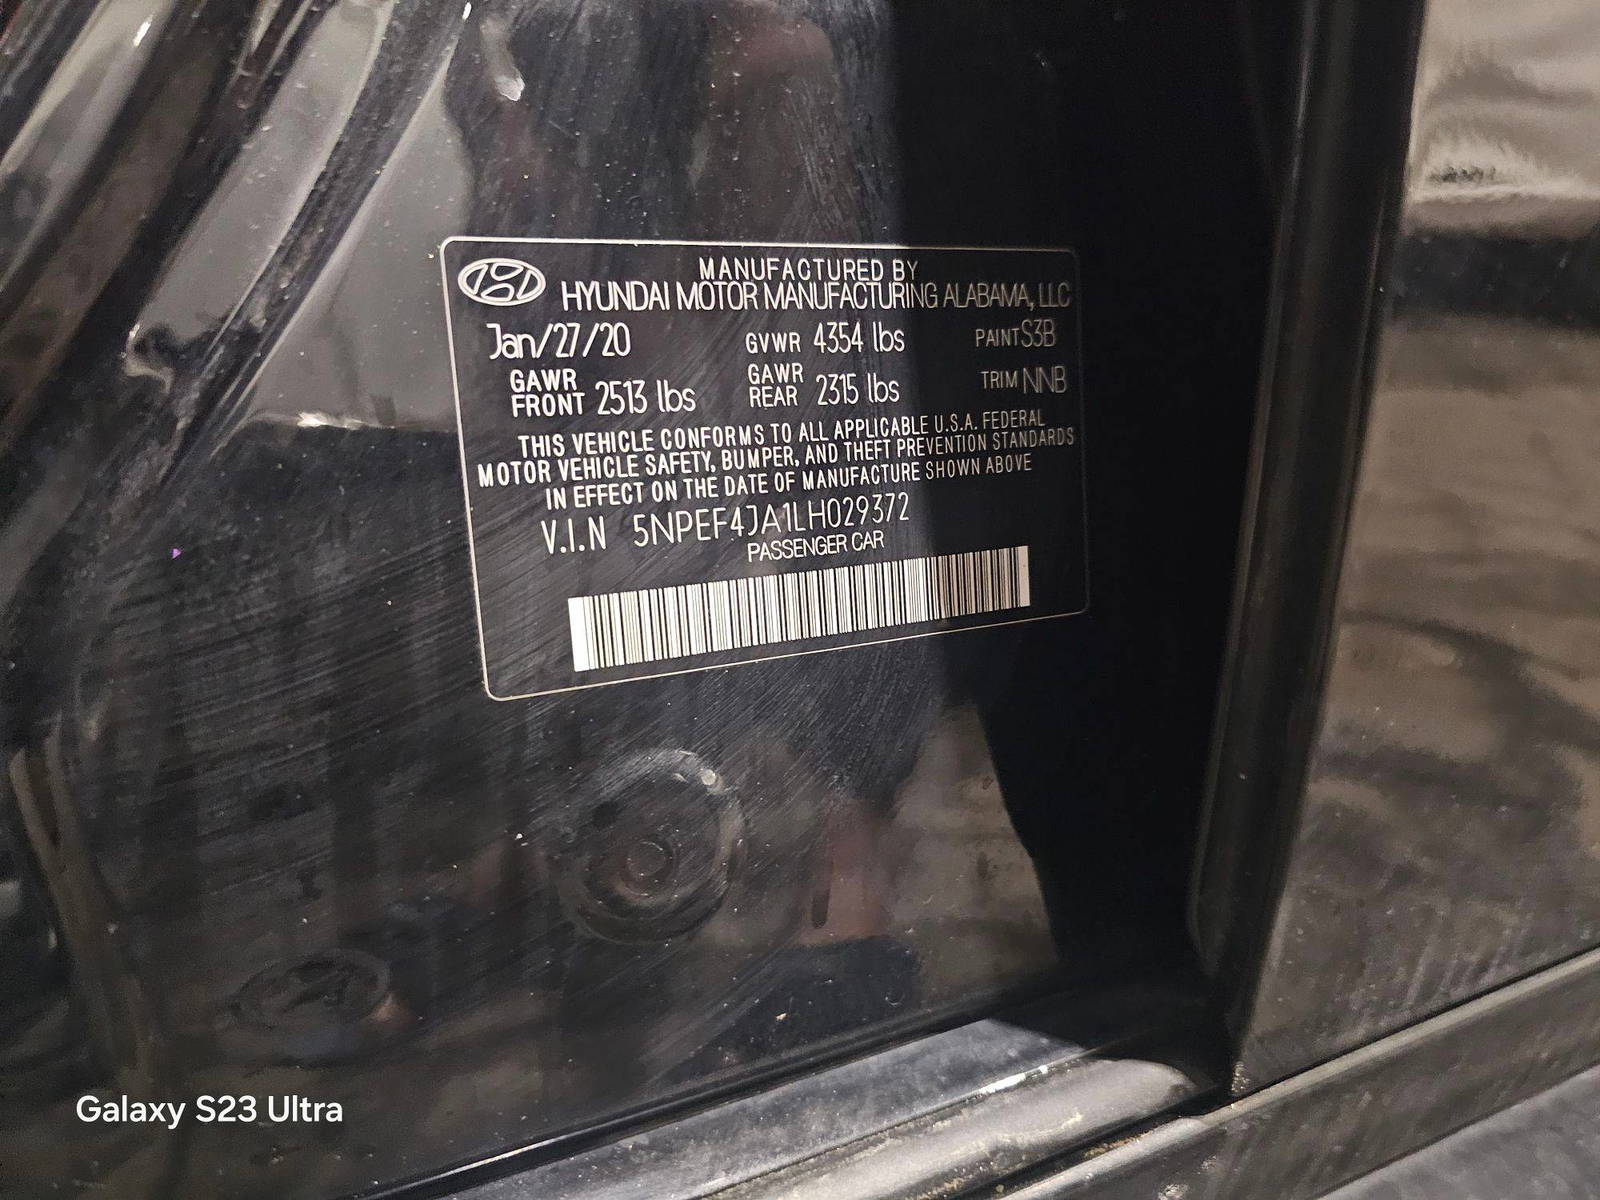 MANUFACTURED BY
HYUNDAI MOTOR MANUFACTURING ALABAMA, LLC
Jan/27/20 GVWR 4354 lbs PAINT S3B
GAWR FRONT 2513 lbs GAWR REAR 2315 lbs TRIM NNB
THIS VEHICLE CONFORMS TO ALL APPLICABLE U.S.A. FEDERAL
MOTOR VEHICLE SAFETY, BUMPER, AND THEFT PREVENTION STANDARDS
IN EFFECT ON THE DATE OF MANUFACTURE SHOWN ABOVE
V.I.N 5NPEF4JA1LH029372
PASSENGER CAR
Galaxy S23 Ultra